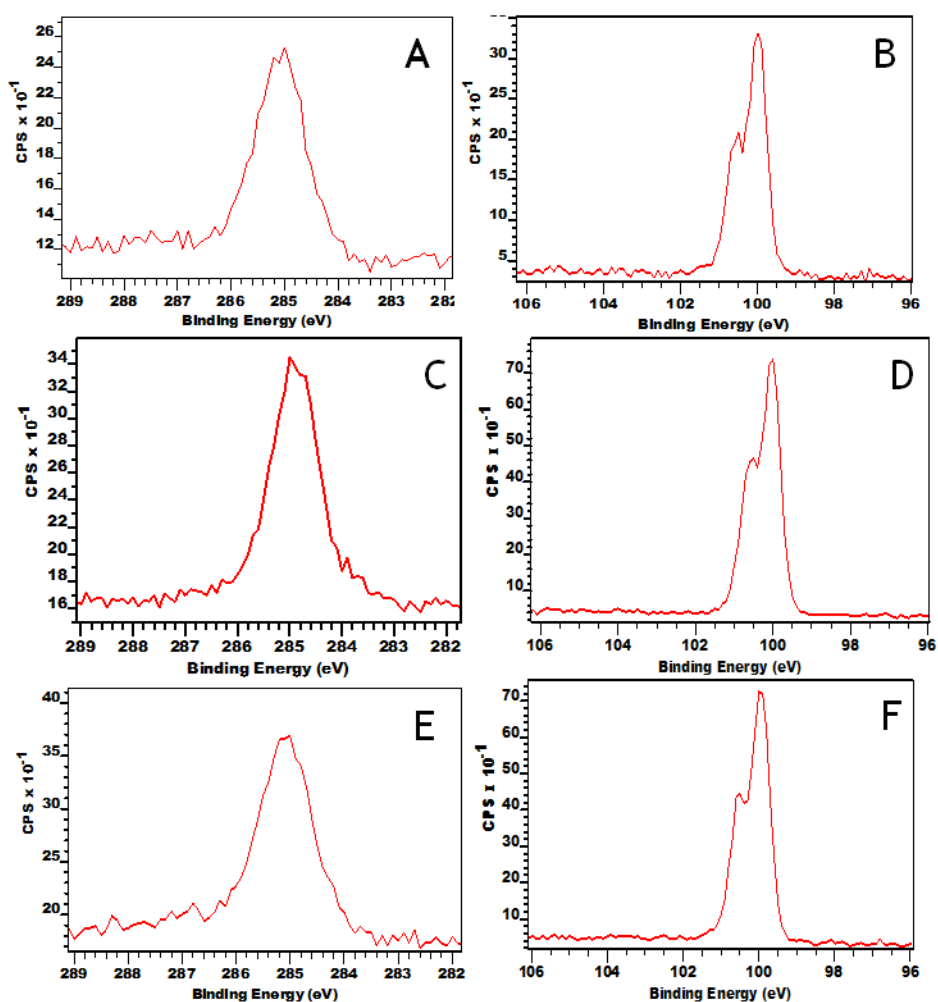 A
CPS x 10⁻¹
26
24
22
20
18
16
14
12
289 288 287 286 285 284 283 282
Binding Energy (eV)
B
CPS x 10⁻¹
35
30
25
20
15
10
5
106 104 102 100 98 96
Binding Energy (eV)
C
CPS x 10⁻¹
34
32
30
28
26
24
22
20
18
16
289 288 287 286 285 284 283 282
Binding Energy (eV)
D
CPS x 10⁻¹
70
60
50
40
30
20
10
106 104 102 100 98 96
Binding Energy (eV)
E
CPS x 10⁻¹
40
35
30
25
20
289 288 287 286 285 284 283 282
Binding Energy (eV)
F
CPS x 10⁻¹
70
60
50
40
30
20
10
106 104 102 100 98 96
Binding Energy (eV)